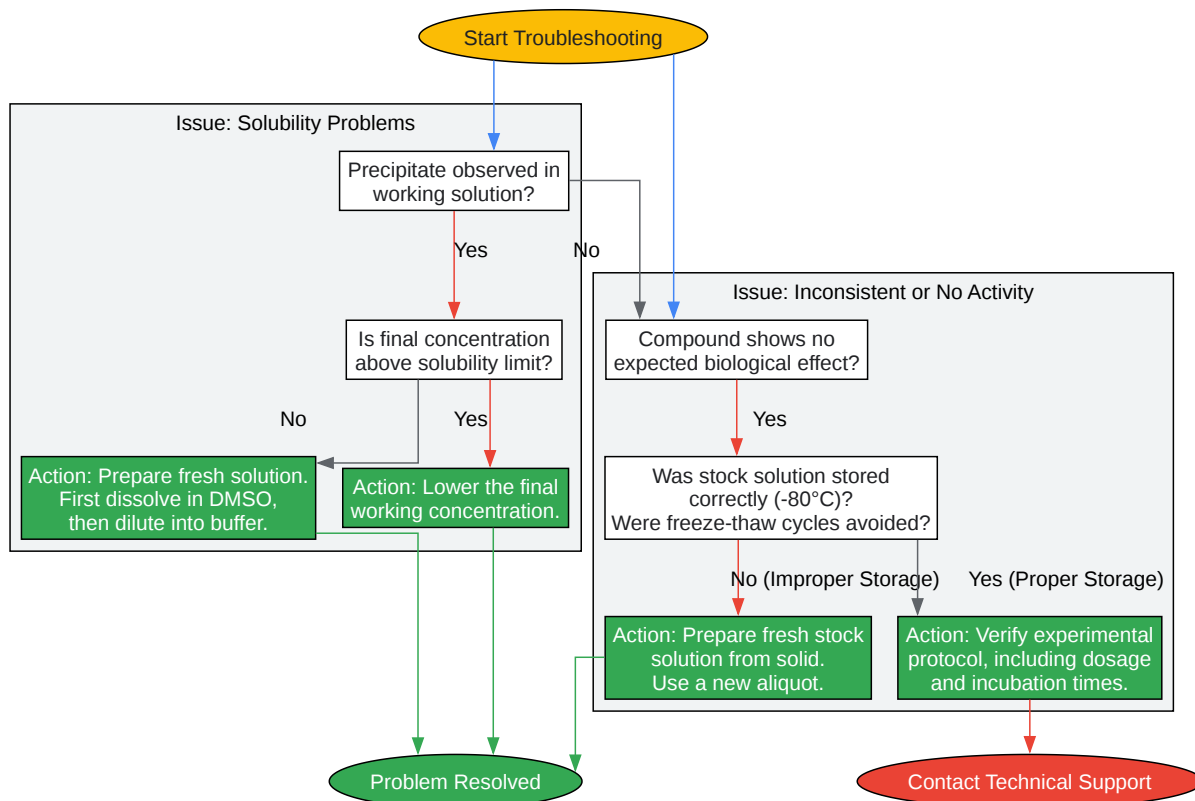 Start Troubleshooting
Issue: Solubility Problems
Precipitate observed in
working solution?
Yes
No
Is final concentration
above solubility limit?
No
Yes
Action: Prepare fresh solution.
First dissolve in DMSO,
then dilute into buffer.
Action: Lower the final
working concentration.
Issue: Inconsistent or No Activity
Compound shows no
expected biological effect?
Yes
Was stock solution stored
correctly (-80°C)?
Were freeze-thaw cycles avoided?
No (Improper Storage)
Yes (Proper Storage)
Action: Prepare fresh stock
solution from solid.
Use a new aliquot.
Action: Verify experimental
protocol, including dosage
and incubation times.
Problem Resolved
Contact Technical Support